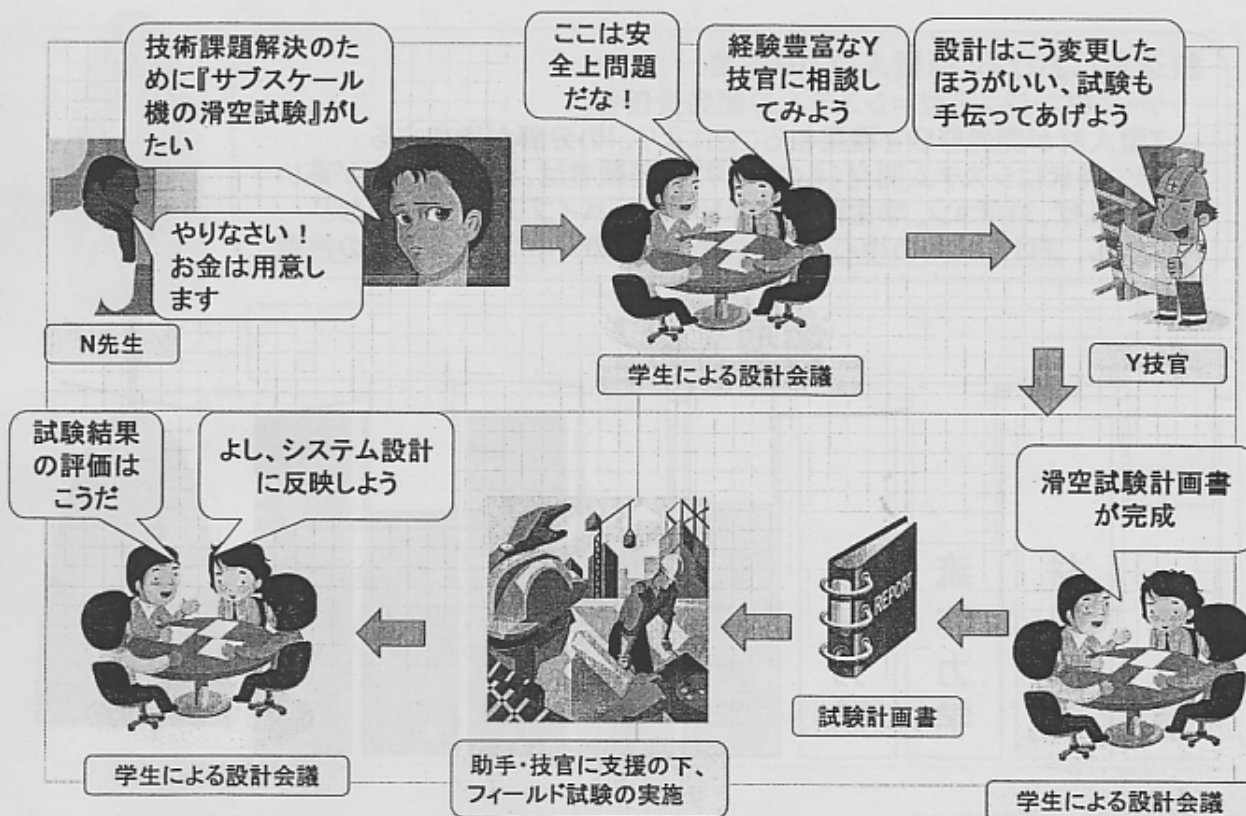 技術課題解決のた
めに『サブスケール
機の滑空試験』がし
たい
やりなさい！
お金は用意し
ます
N先生
ここは安
全上問題
だな！
経験豊富なY
技官に相談し
てみよう
学生による設計会議
設計はこう変更した
ほうがいい、試験も
手伝ってあげよう
Y技官
滑空試験計画書
が完成
学生による設計会議
REPORT
試験計画書
助手・技官に支援の下、
フィールド試験の実施
試験結果
の評価は
こうだ
よし、システム設計
に反映しよう
学生による設計会議